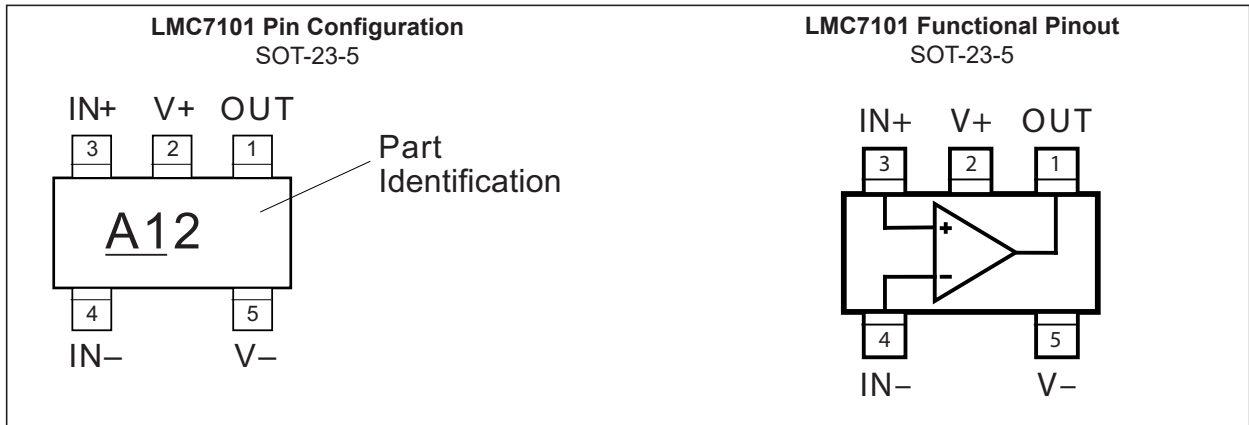 LMC7101 Pin Configuration
SOT-23-5
IN+ V+ OUT
3 2 1
Part
Identification
A12
4 5
IN– V–
LMC7101 Functional Pinout
SOT-23-5
IN+ V+ OUT
3 2 1
+
–
4 5
IN– V–